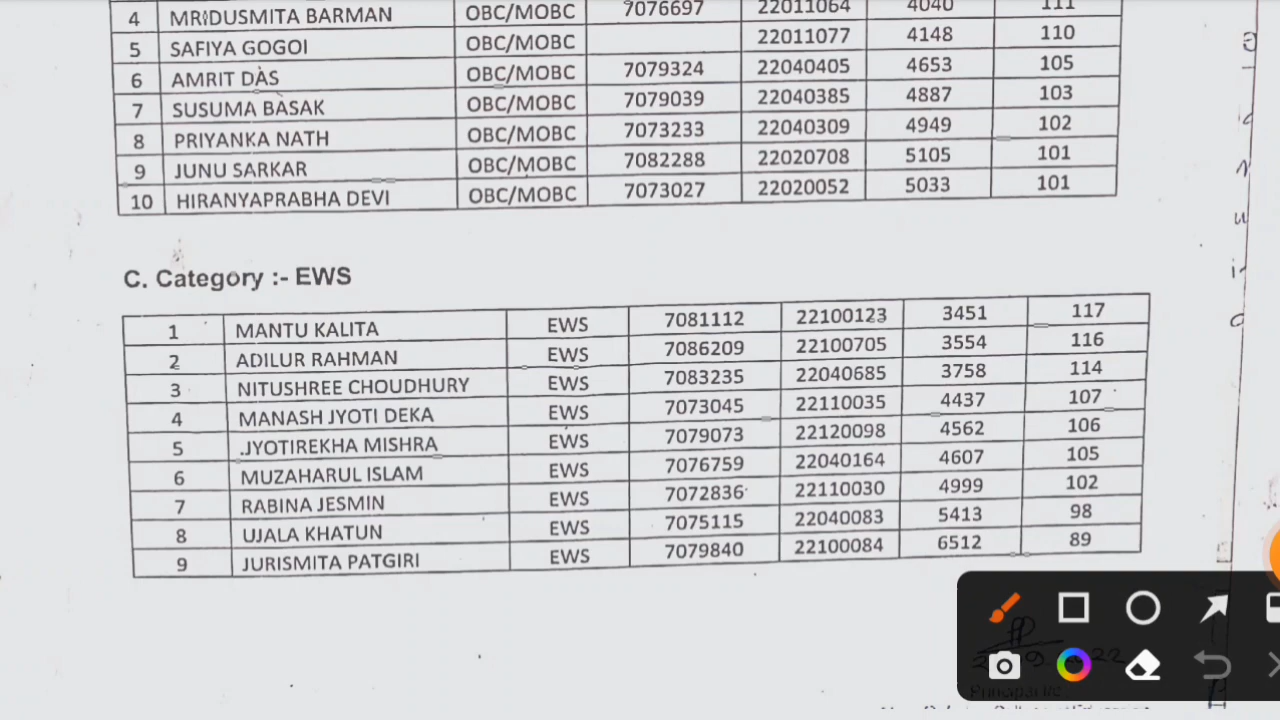 4 MRIDUSMITA BARMAN OBC/MOBC 7076697 22011064 4040 111
5 SAFIYA GOGOI OBC/MOBC 22011077 4148 110
6 AMRIT DAS OBC/MOBC 7079324 22040405 4653 105
7 SUSUMA BASAK OBC/MOBC 7079039 22040385 4887 103
8 PRIYANKA NATH OBC/MOBC 7073233 22040309 4949 102
9 JUNU SARKAR OBC/MOBC 7082288 22020708 5105 101
10 HIRANYAPRABHA DEVI OBC/MOBC 7073027 22020052 5033 101
C. Category :- EWS
1 MANTU KALITA EWS 7081112 22100123 3451 117
2 ADILUR RAHMAN EWS 7086209 22100705 3554 116
3 NITUSHREE CHOUDHURY EWS 7083235 22040685 3758 114
4 MANASH JYOTI DEKA EWS 7073045 22110035 4437 107
5 JYOTIREKHA MISHRA EWS 7079073 22120098 4562 106
6 MUZAHARUL ISLAM EWS 7076759 22040164 4607 105
7 RABINA JESMIN EWS 7072836 22110030 4999 102
8 UJALA KHATUN EWS 7075115 22040083 5413 98
9 JURISMITA PATGIRI EWS 7079840 22100084 6512 89